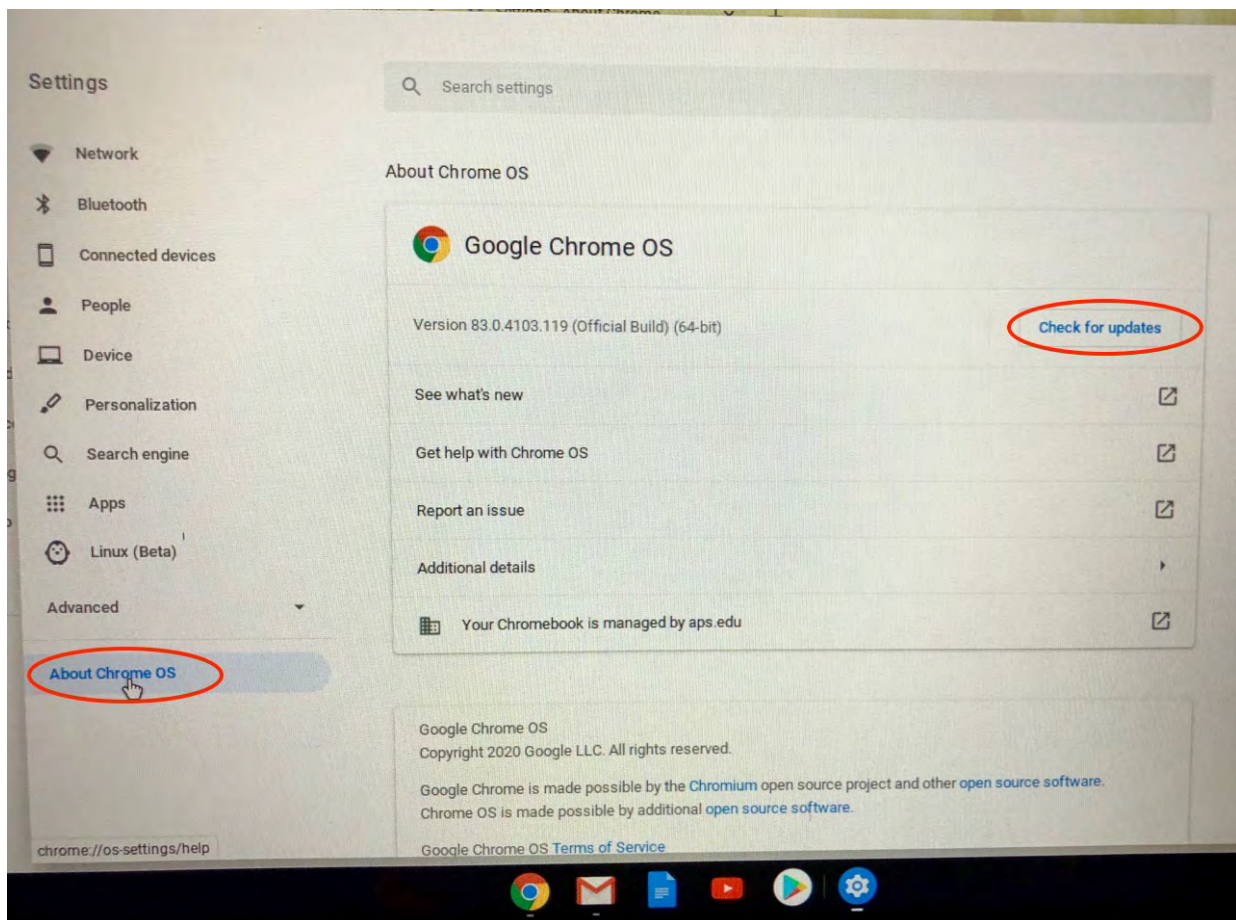 Settings - About Chrome
Settings
Search settings
Network
Bluetooth
Connected devices
People
Device
Personalization
Search engine
Apps
Linux (Beta)
Advanced
About Chrome OS
chrome://os-settings/help
About Chrome OS
Google Chrome OS
Version 83.0.4103.119 (Official Build) (64-bit)
Check for updates
See what's new
Get help with Chrome OS
Report an issue
Additional details
Your Chromebook is managed by aps.edu
Google Chrome OS
Copyright 2020 Google LLC. All rights reserved.
Google Chrome is made possible by the Chromium open source project and other open source software.
Chrome OS is made possible by additional open source software.
Google Chrome OS Terms of Service